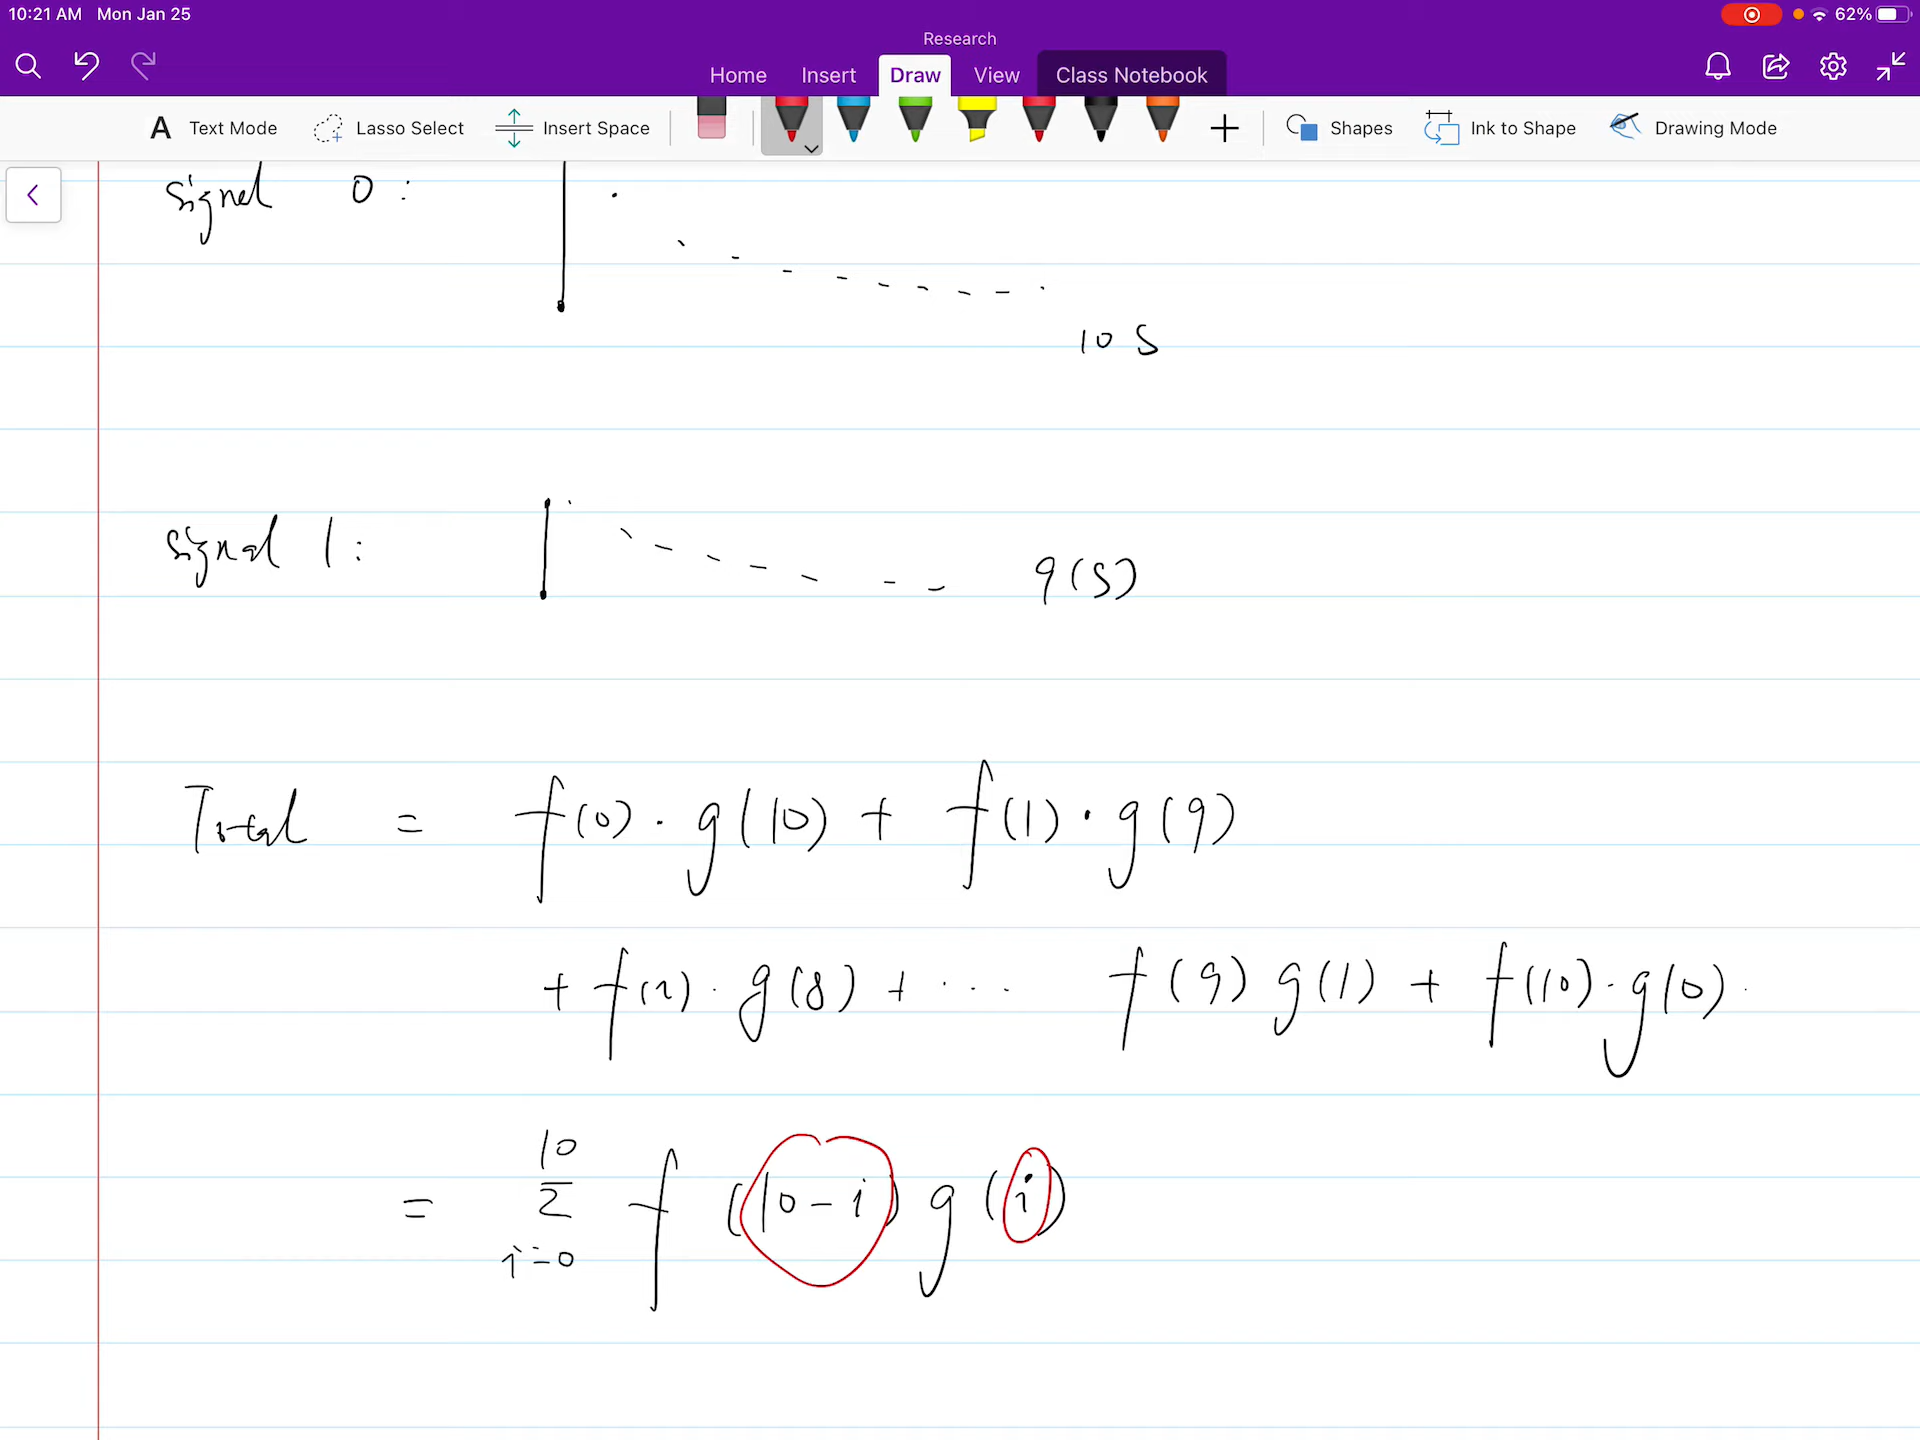 10:21 AM Mon Jan 25
62%
Research
Home Insert Draw View Class Notebook
A Text Mode Lasso Select Insert Space Shapes Ink to Shape Drawing Mode
signal 0 :
10 S
signal 1 :
9(S)
Total = f(0) · g(10) + f(1) · g(9)
+ f(2) · g(8) + ... f(9) g(1) + f(10) · g(0) .
10
= Σ f (10-i) g (i)
i=0